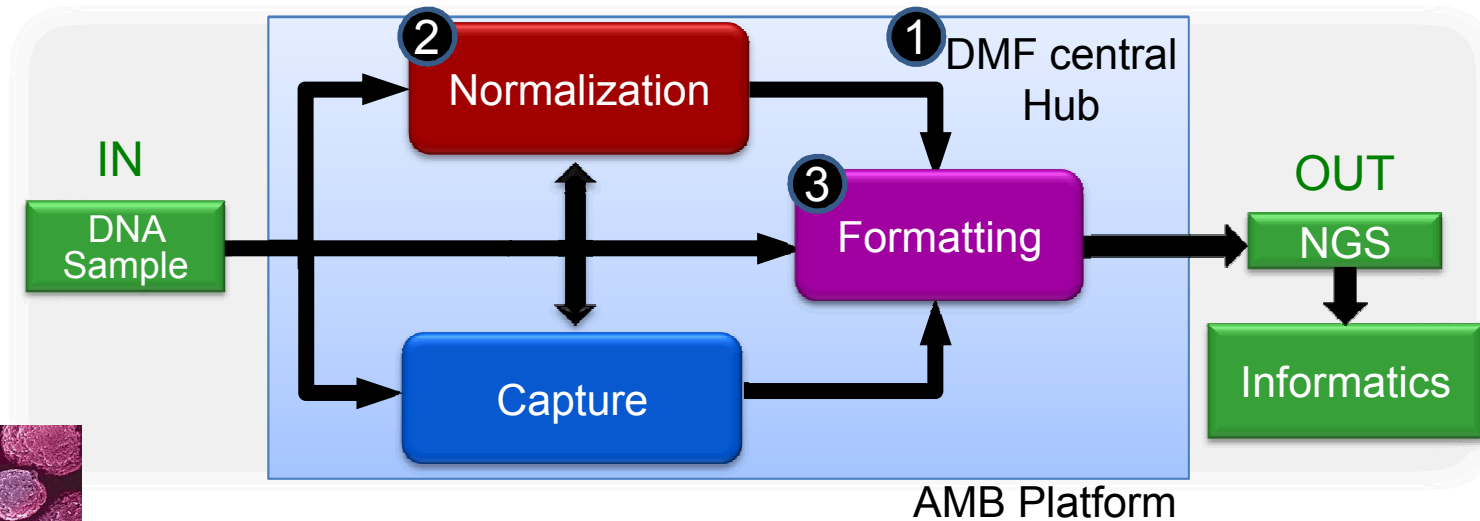 2
Normalization
1
DMF central
Hub
IN
DNA
Sample
3
Formatting
OUT
NGS
Capture
Informatics
AMB Platform